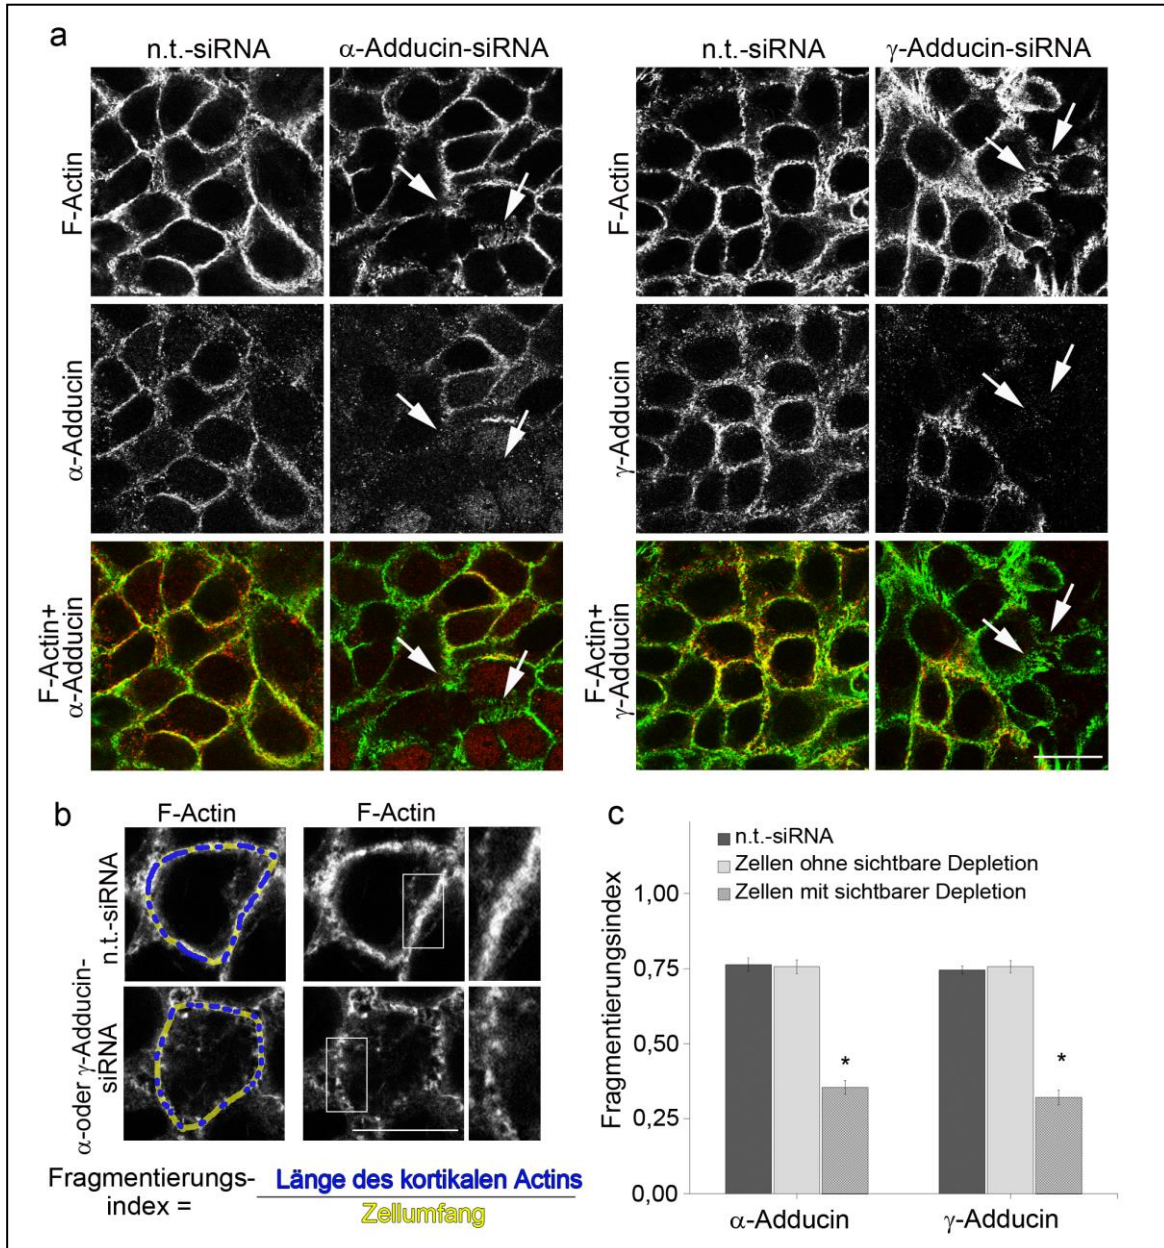 a
n.t.-siRNA
α-Adducin-siRNA
n.t.-siRNA
γ-Adducin-siRNA
F-Actin
F-Actin
α-Adducin
γ-Adducin
F-Actin+
α-Adducin
F-Actin+
γ-Adducin
b
F-Actin
F-Actin
n.t.-siRNA
α-oder γ-Adducin-
siRNA
Fragmentierungs-
index =
Länge des kortikalen Actins
Zellumfang
c
n.t.-siRNA
Zellen ohne sichtbare Depletion
Zellen mit sichtbarer Depletion
Fragmentierungsindex
1,00
0,75
0,50
0,25
0,00
*
*
α-Adducin
γ-Adducin